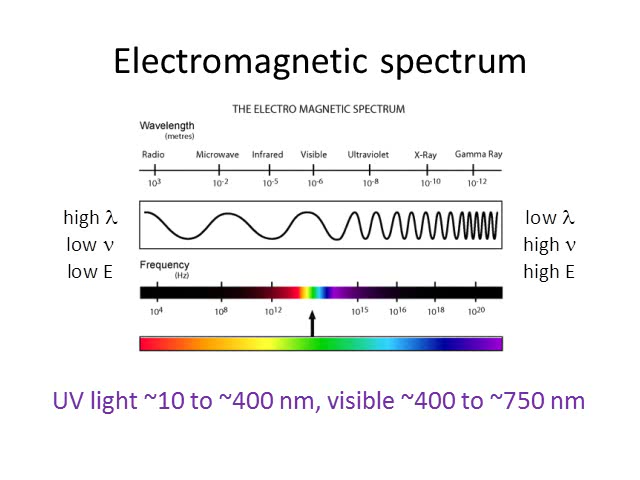 Electromagnetic spectrum
THE ELECTRO MAGNETIC SPECTRUM
Wavelength
(metres)
Radio Microwave Infrared Visible Ultraviolet X-Ray Gamma Ray
10³ 10⁻² 10⁻⁵ 10⁻⁶ 10⁻⁸ 10⁻¹⁰ 10⁻¹²
high λ
low ν
low E
low λ
high ν
high E
Frequency
(Hz)
10⁴ 10⁸ 10¹² 10¹⁵ 10¹⁶ 10¹⁸ 10²⁰
UV light ~10 to ~400 nm, visible ~400 to ~750 nm